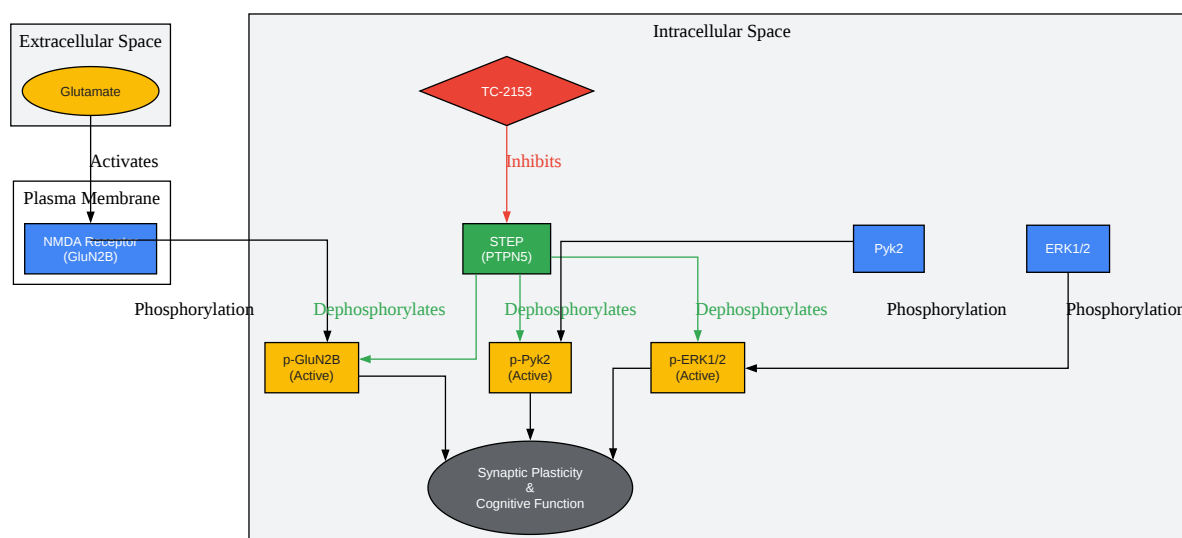 Extracellular Space
Intracellular Space
Glutamate
TC-2153
Activates
Inhibits
Plasma Membrane
NMDA Receptor
(GluN2B)
STEP
(PTPN5)
Pyk2
ERK1/2
Phosphorylation
Dephosphorylates
Dephosphorylates
Dephosphorylates
Phosphorylation
Phosphorylation
p-GluN2B
(Active)
p-Pyk2
(Active)
p-ERK1/2
(Active)
Synaptic Plasticity
&
Cognitive Function